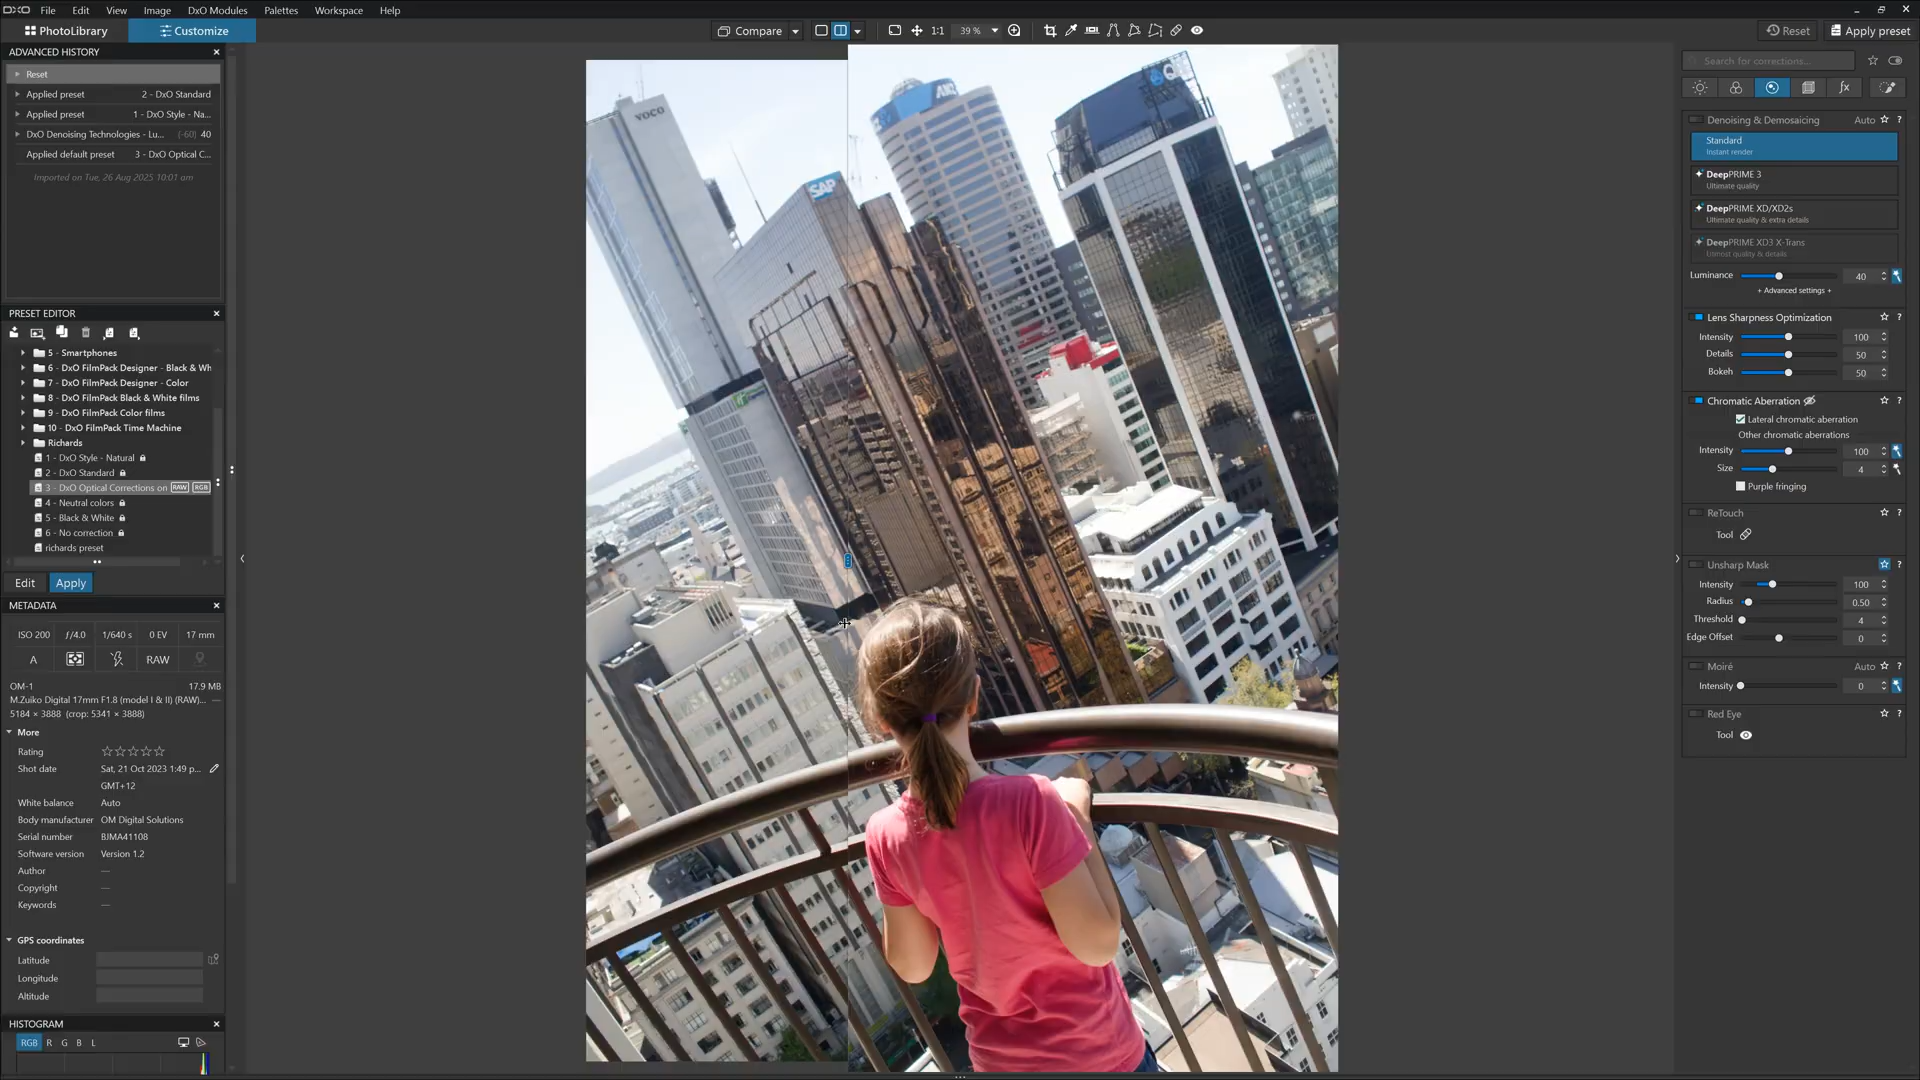 DXO File Edit View Image DxO Modules Palettes Workspace Help
PhotoLibrary Customize Compare 1:1 39 % Reset Apply preset
ADVANCED HISTORY
Reset
Applied preset 2 - DxO Standard
Applied preset 1 - DxO Style - Na...
DxO Denoising Technologies - Lu... (-60) 40
Applied default preset 3 - DxO Optical C...
Imported on Tue, 26 Aug 2025 10:01 am
PRESET EDITOR
5 - Smartphones
6 - DxO FilmPack Designer - Black & Wh
7 - DxO FilmPack Designer - Color
8 - DxO FilmPack Black & White films
9 - DxO FilmPack Color films
10 - DxO FilmPack Time Machine
Richards
1 - DxO Style - Natural
2 - DxO Standard
3 - DxO Optical Corrections on RAW RGB
4 - Neutral colors
5 - Black & White
6 - No correction
richards preset
Edit Apply
METADATA
ISO 200 ƒ/4.0 1/640 s 0 EV 17 mm
A RAW
OM-1 17.9 MB
M.Zuiko Digital 17mm F1.8 (model I & II) (RAW)... —
5184 × 3888 (crop: 5341 × 3888)
More
Rating
Shot date Sat, 21 Oct 2023 1:49 p...
GMT+12
White balance Auto
Body manufacturer OM Digital Solutions
Serial number BJMA41108
Software version Version 1.2
Author —
Copyright —
Keywords —
GPS coordinates
Latitude
Longitude
Altitude
HISTOGRAM
RGB R G B L
VOCO
SAP
ANZ
Q
Search for corrections...
Denoising & Demosaicing Auto ?
Standard
Instant render
DeepPRIME 3
Ultimate quality
DeepPRIME XD/XD2s
Ultimate quality & extra details
DeepPRIME XD3 X-Trans
Utmost quality & details
Luminance 40
+ Advanced settings +
Lens Sharpness Optimization ?
Intensity 100
Details 50
Bokeh 50
Chromatic Aberration ?
Lateral chromatic aberration
Other chromatic aberrations
Intensity 100
Size 4
Purple fringing
ReTouch ?
Tool
Unsharp Mask ?
Intensity 100
Radius 0.50
Threshold 4
Edge Offset 0
Moiré Auto ?
Intensity 0
Red Eye ?
Tool